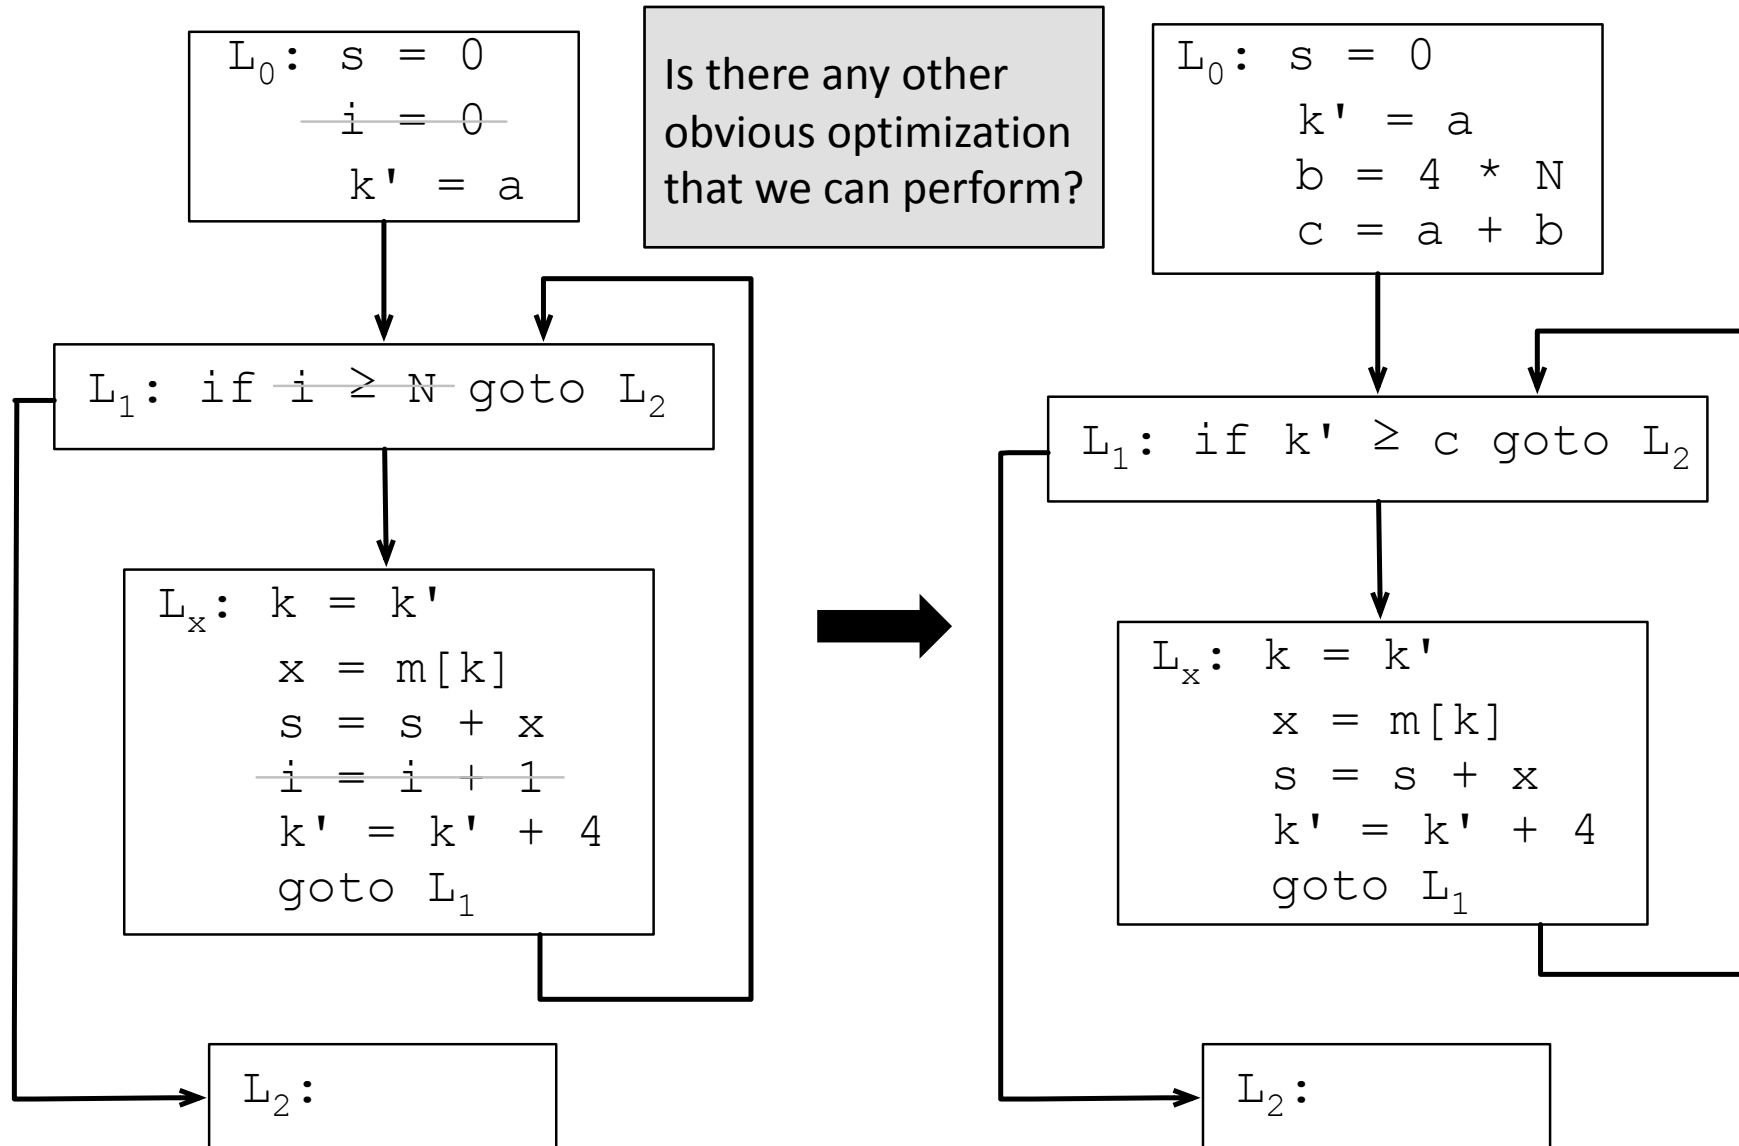 L₀: s = 0
i = 0
k' = a
L₁: if i ≥ N goto L₂
Lₓ: k = k'
x = m[k]
s = s + x
i = i + 1
k' = k' + 4
goto L₁
L₂:
Is there any other
obvious optimization
that we can perform?
L₀: s = 0
k' = a
b = 4 * N
c = a + b
L₁: if k' ≥ c goto L₂
Lₓ: k = k'
x = m[k]
s = s + x
k' = k' + 4
goto L₁
L₂: